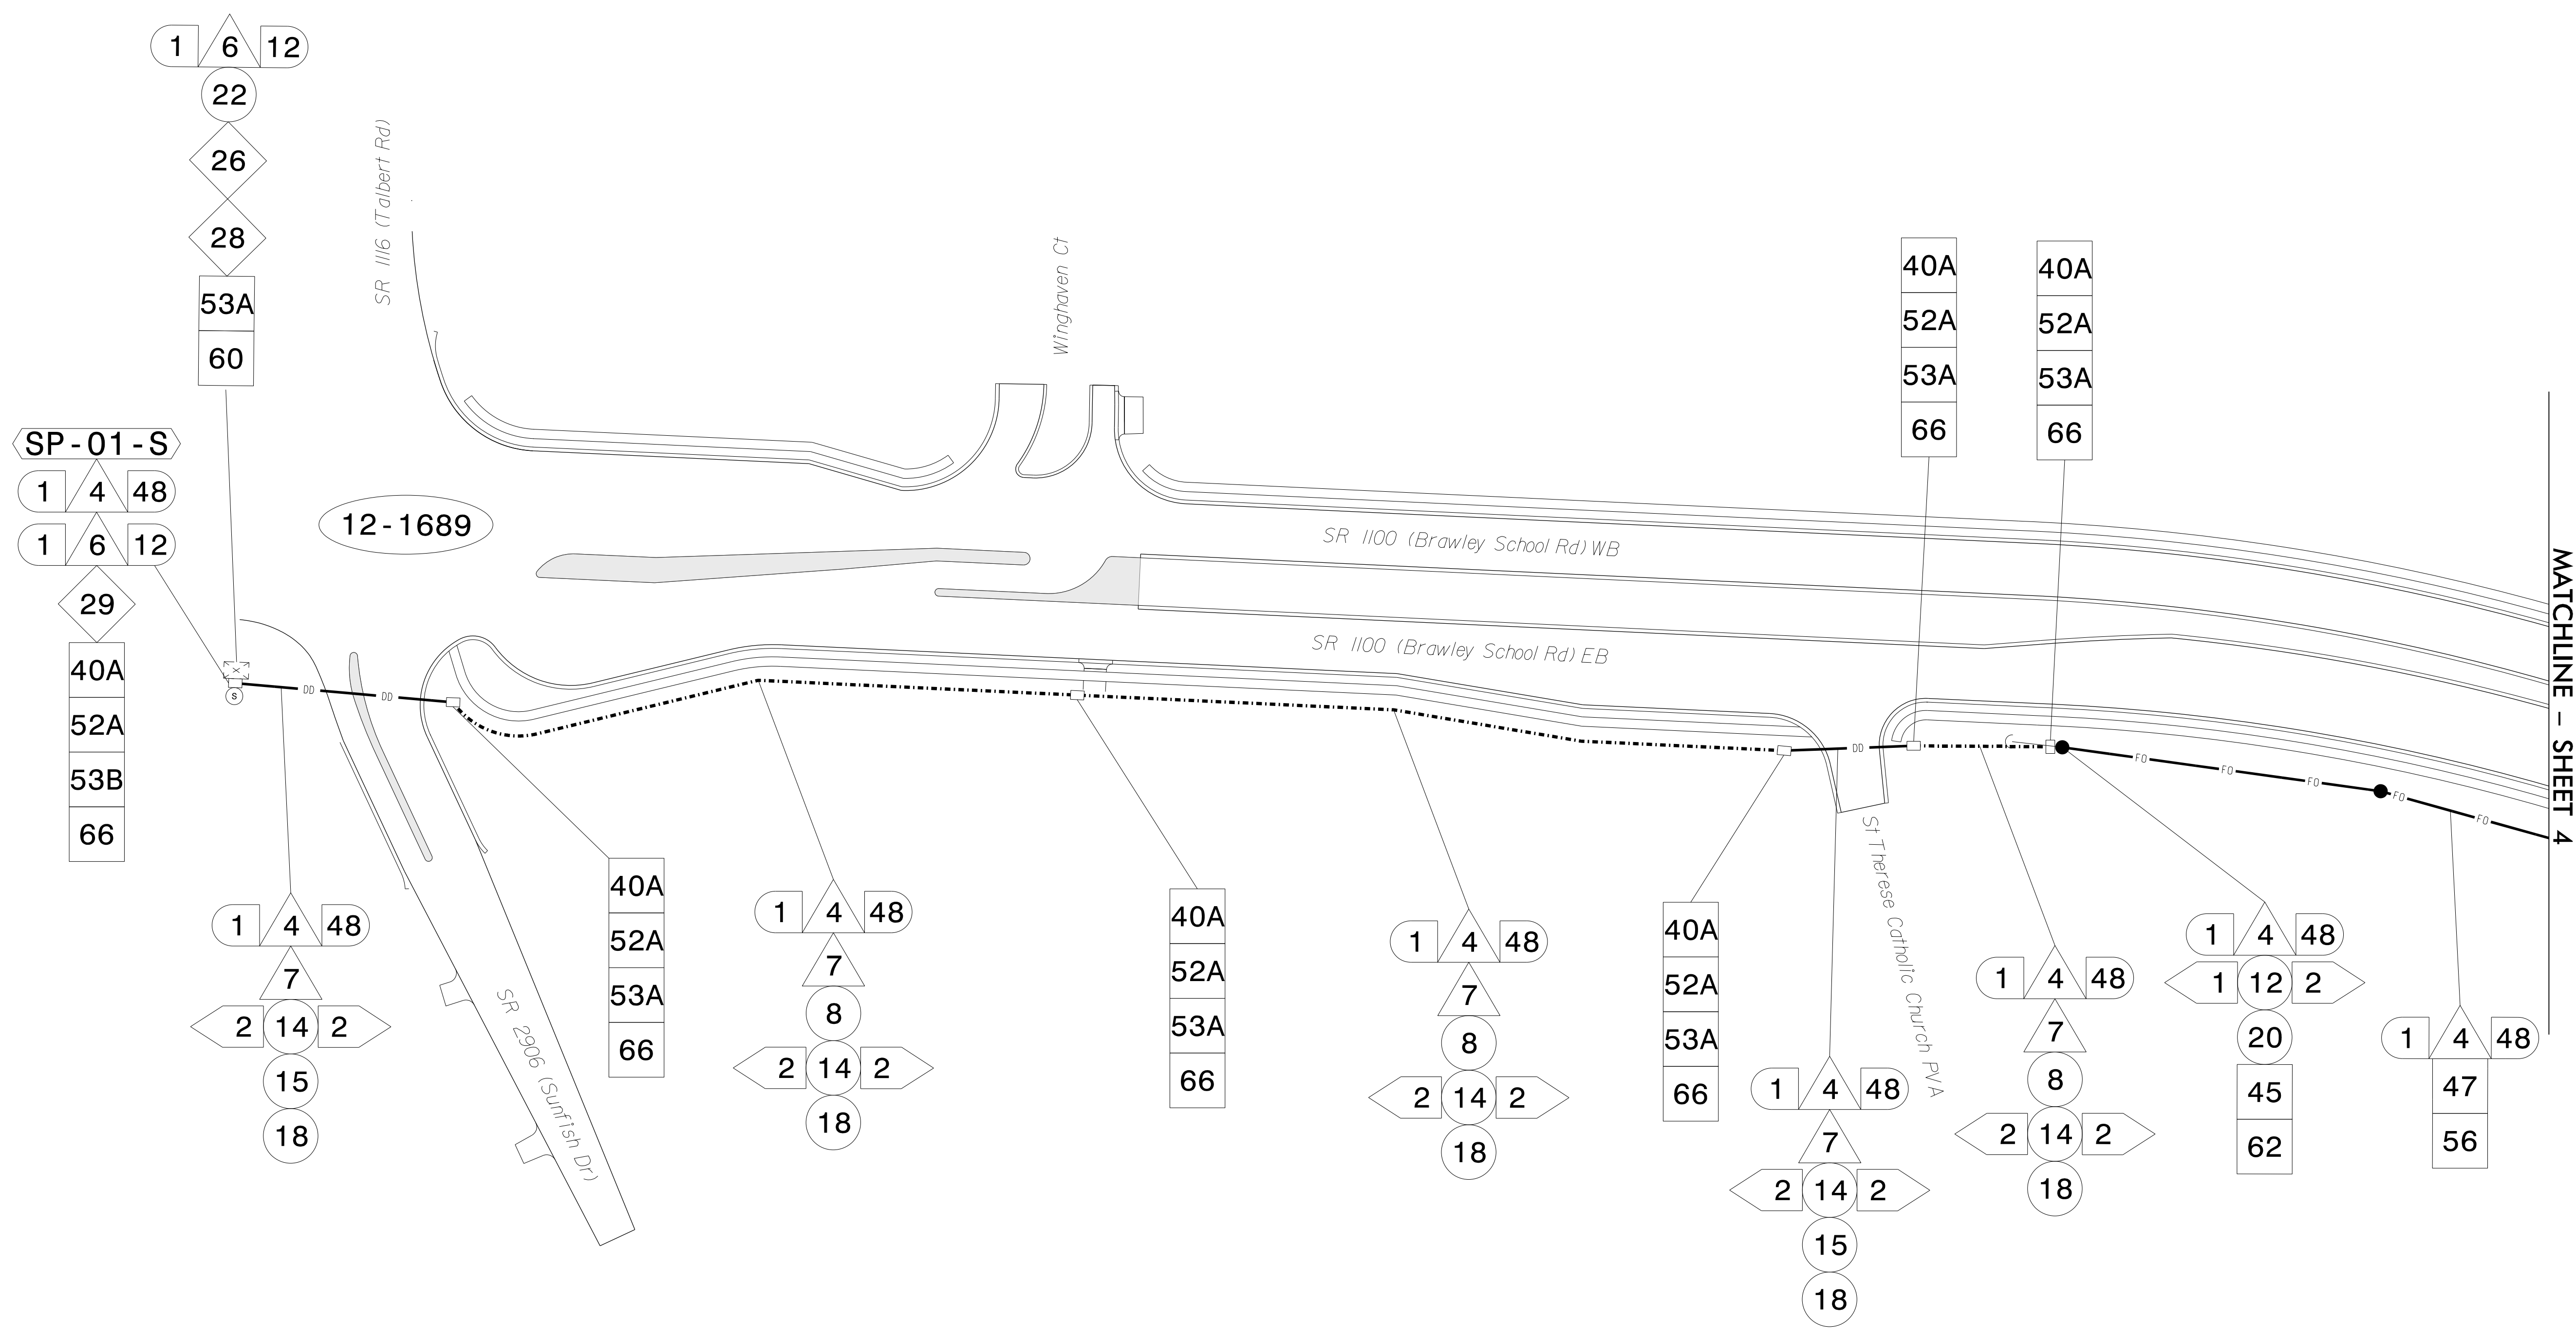 1 6 12
22
26
28
53A
60
SR 1116 (Talbert Rd)
Winghaven Ct
40A
52A
53A
66
40A
52A
53A
66
SP-01-S
1 4 48
1 6 12
29
40A
52A
53B
66
12-1689
SR 1100 (Brawley School Rd) WB
SR 1100 (Brawley School Rd) EB
MATCHLINE - SHEET 4
X
S
DD
DD
DD
FO
FO
FO
FO
FO
1 4 48
7
2 14 2
15
18
SR 2906 (Sunfish Dr)
40A
52A
53A
66
1 4 48
7
8
2 14 2
18
40A
52A
53A
66
1 4 48
7
8
2 14 2
18
40A
52A
53A
66
1 4 48
7
2 14 2
15
18
St Therese Catholic Church PVA
1 4 48
7
8
2 14 2
18
1 4 48
1 12 2
20
45
62
1 4 48
47
56